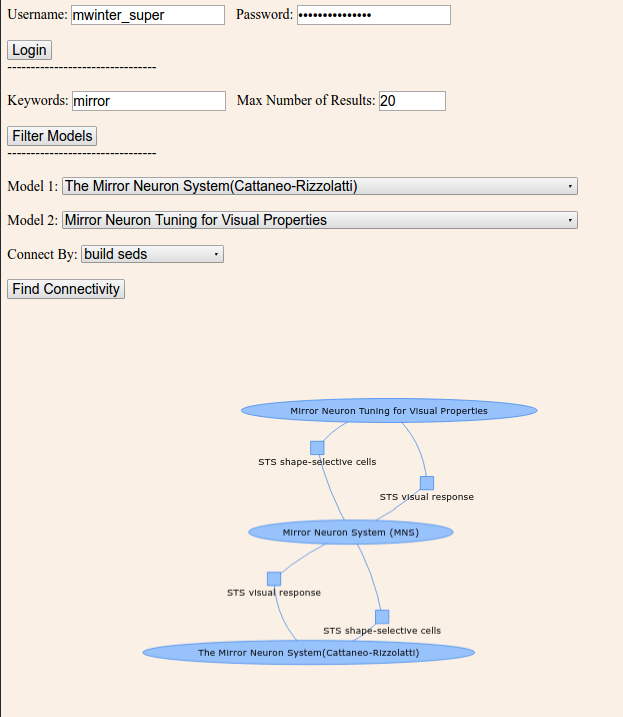 Username: mwinter_super Password: •••••••••••••••
Login
--------------------------------
Keywords: mirror Max Number of Results: 20
Filter Models
--------------------------------
Model 1: The Mirror Neuron System(Cattaneo-Rizzolatti)
Model 2: Mirror Neuron Tuning for Visual Properties
Connect By: build seds
Find Connectivity
Mirror Neuron Tuning for Visual Properties
STS shape-selective cells
STS visual response
Mirror Neuron System (MNS)
STS visual response
STS shape-selective cells
The Mirror Neuron System(Cattaneo-Rizzolatti)